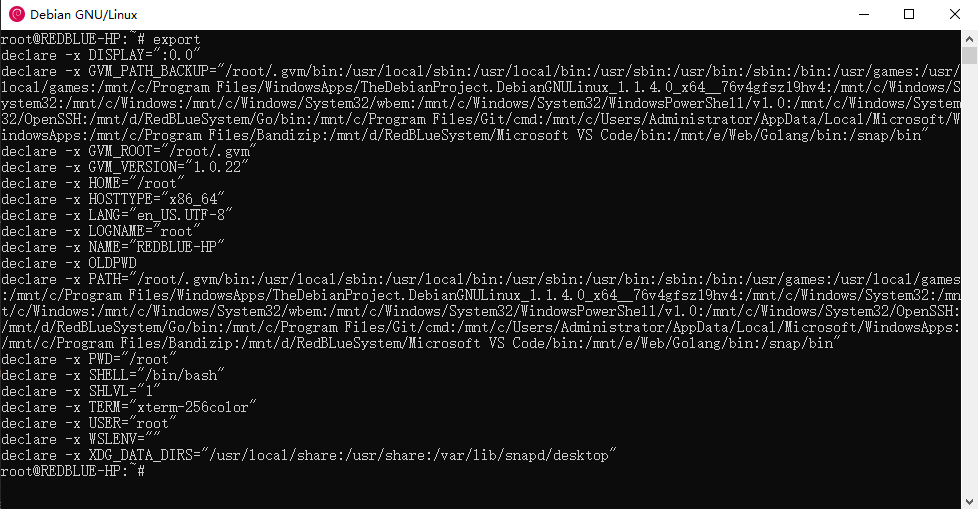 Debian GNU/Linux
root@REDBLUE-HP:~# export
declare -x DISPLAY=":0.0"
declare -x GVM_PATH_BACKUP="/root/.gvm/bin:/usr/local/sbin:/usr/local/bin:/usr/sbin:/usr/bin:/sbin:/bin:/usr/games:/usr/
local/games:/mnt/c/Program Files/WindowsApps/TheDebianProject.DebianGNULinux_1.1.4.0_x64__76v4gfsz19hv4:/mnt/c/Windows/S
ystem32:/mnt/c/Windows:/mnt/c/Windows/System32/wbem:/mnt/c/Windows/System32/WindowsPowerShell/v1.0:/mnt/c/Windows/System
32/OpenSSH:/mnt/d/RedBLueSystem/Go/bin:/mnt/c/Program Files/Git/cmd:/mnt/c/Users/Administrator/AppData/Local/Microsoft/W
indowsApps:/mnt/c/Program Files/Bandizip:/mnt/d/RedBLueSystem/Microsoft VS Code/bin:/mnt/e/Web/Golang/bin:/snap/bin"
declare -x GVM_ROOT="/root/.gvm"
declare -x GVM_VERSION="1.0.22"
declare -x HOME="/root"
declare -x HOSTTYPE="x86_64"
declare -x LANG="en_US.UTF-8"
declare -x LOGNAME="root"
declare -x NAME="REDBLUE-HP"
declare -x OLDPWD
declare -x PATH="/root/.gvm/bin:/usr/local/sbin:/usr/local/bin:/usr/sbin:/usr/bin:/sbin:/bin:/usr/games:/usr/local/games
:/mnt/c/Program Files/WindowsApps/TheDebianProject.DebianGNULinux_1.1.4.0_x64__76v4gfsz19hv4:/mnt/c/Windows/System32:/mn
t/c/Windows:/mnt/c/Windows/System32/wbem:/mnt/c/Windows/System32/WindowsPowerShell/v1.0:/mnt/c/Windows/System32/OpenSSH:
/mnt/d/RedBLueSystem/Go/bin:/mnt/c/Program Files/Git/cmd:/mnt/c/Users/Administrator/AppData/Local/Microsoft/WindowsApps:
/mnt/c/Program Files/Bandizip:/mnt/d/RedBLueSystem/Microsoft VS Code/bin:/mnt/e/Web/Golang/bin:/snap/bin"
declare -x PWD="/root"
declare -x SHELL="/bin/bash"
declare -x SHLVL="1"
declare -x TERM="xterm-256color"
declare -x USER="root"
declare -x WSLENV=""
declare -x XDG_DATA_DIRS="/usr/local/share:/usr/share:/var/lib/snapd/desktop"
root@REDBLUE-HP:~#